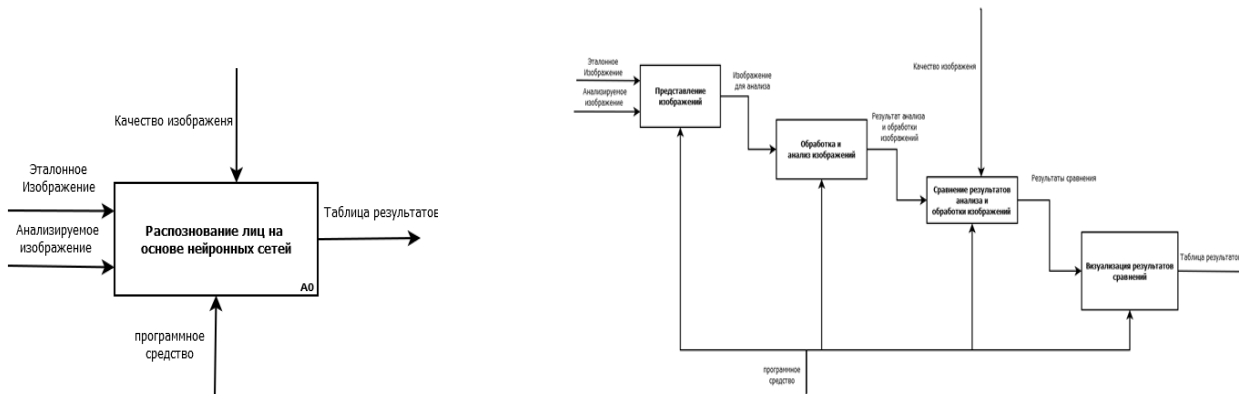 Качество изображеня
Эталонное
Изображение
Анализируемое
изображение
Распознование лиц на
основе нейронных сетей
A0
Таблица результатов
программное
средство
Эталонное
Изображение
Анализируемое
изображение
Представление
изображений
Изображение
для анализа
Обработка и
анализ изображений
Результат анализа
и обработки
изображений
Качество изображеня
Сравнение результатов
анализа и
обработки изображений
Результаты сравнения
Визуализация результатов
сравнений
Таблица результатов
программное
средство